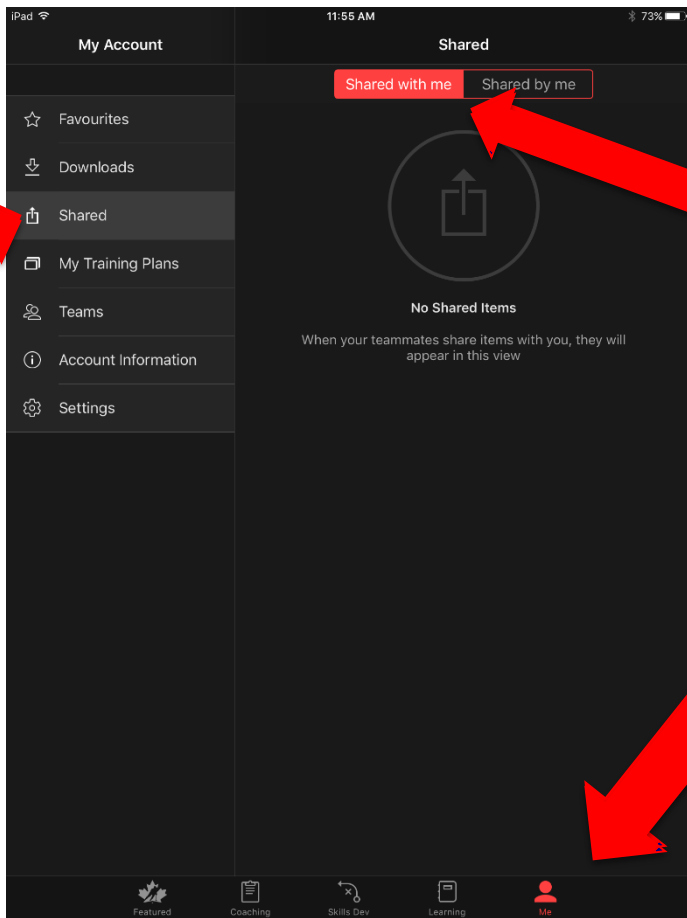 iPad 11:55 AM 73%
My Account Shared
Shared with me Shared by me
Favourites
Downloads
Shared
My Training Plans
Teams
Account Information
Settings
No Shared Items
When your teammates share items with you, they will
appear in this view
Featured Coaching Skills Dev Learning Me